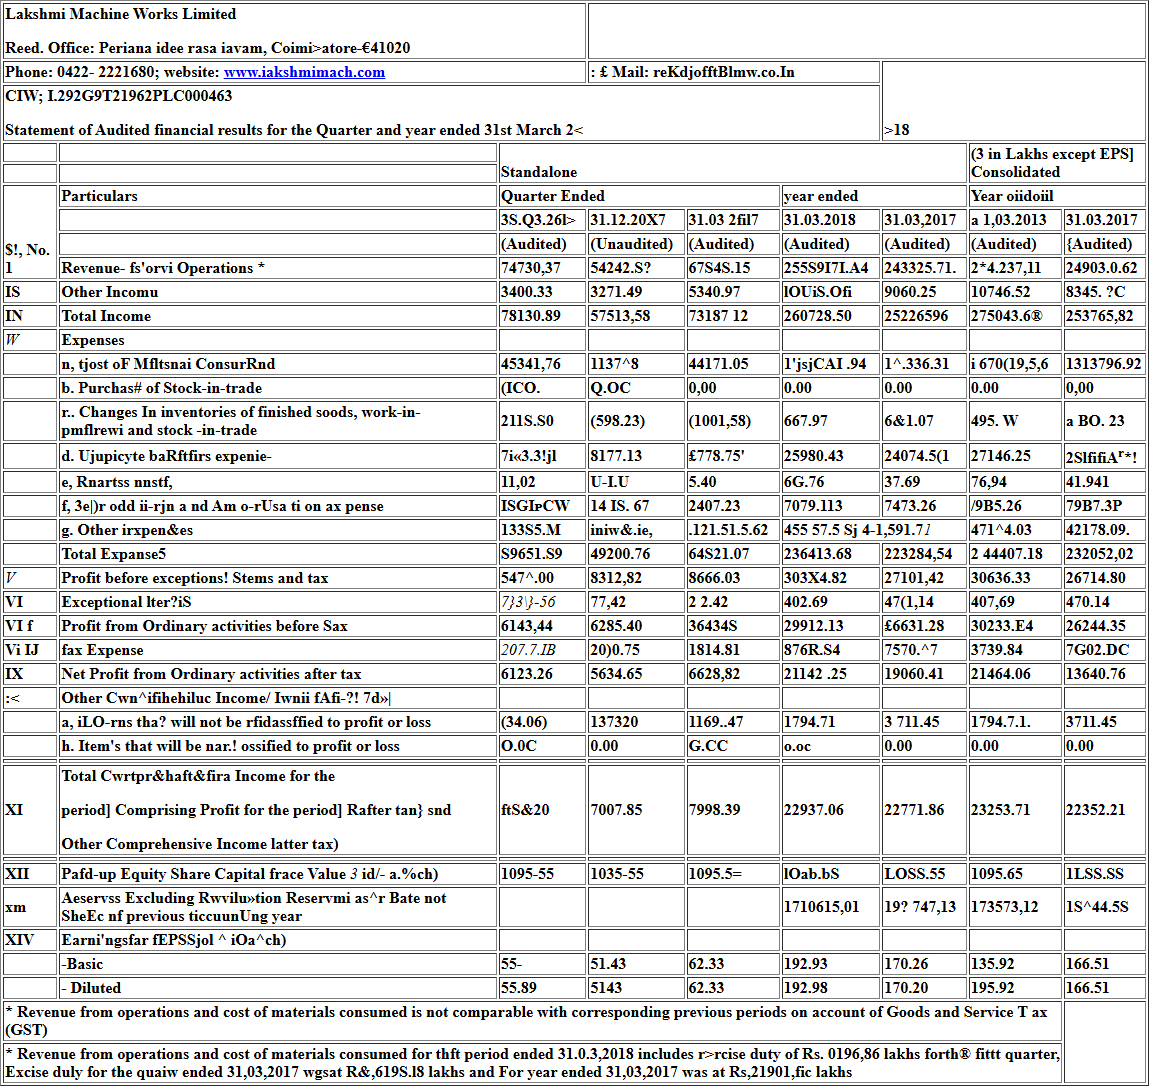 Lakshmi Machine Works Limited
Reed. Office: Periana idee rasa iavam, Coimi>atore-€41020
Phone: 0422- 2221680; website: www.iakshmimach.com : £ Mail: reKdjofftBlmw.co.In
CIW; I.292G9T21962PLC000463
Statement of Audited financial results for the Quarter and year ended 31st March 2< >18
Standalone (3 in Lakhs except EPS] Consolidated
Particulars Quarter Ended year ended Year oiidoiil
3S.Q3.26l> 31.12.20X7 31.03 2fil7 31.03.2018 31.03,2017 a 1,03.2013 31.03.2017
$!, No. (Audited) (Unaudited) (Audited) (Audited) (Audited) (Audited) {Audited)
1 Revenue- fs'orvi Operations * 74730,37 54242.S? 67S4S.15 255S9I7I.A4 243325.71. 2*4.237,11 24903.0.62
IS Other Incomu 3400.33 3271.49 5340.97 lOUiS.Ofi 9060.25 10746.52 8345. ?C
IN Total Income 78130.89 57513,58 73187 12 260728.50 25226596 275043.6® 253765,82
W Expenses
n, tjost oF Mfltsnai ConsurRnd 45341,76 1137^8 44171.05 1'jsjCAI .94 1^.336.31 i 670(19,5,6 1313796.92
b. Purchas# of Stock-in-trade (ICO. Q.OC 0,00 0.00 0.00 0.00 0,00
r.. Changes In inventories of finished soods, work-in-
pmflrewi and stock -in-trade 211S.S0 (598.23) (1001,58) 667.97 6&1.07 495. W a BO. 23
d. Ujupicyte baRftfirs expenie- 7i«3.3!jl 8177.13 £778.75' 25980.43 24074.5(1 27146.25 2SlfifiAr*!
e, Rnartss nnstf, 11,02 U-I.U 5.40 6G.76 37.69 76,94 41.941
f, 3e|)r odd ii-rjn a nd Am o-rUsa ti on ax pense ISGIPCW 14 IS. 67 2407.23 7079.113 7473.26 /9B5.26 79B7.3P
g. Other irxpen&es 133S5.M iniw&.ie, .121.51.5.62 455 57.5 Sj 4-1,591.71 471^4.03 42178.09.
Total Expanse5 S9651.S9 49200.76 64S21.07 236413.68 223284,54 2 44407.18 232052,02
V Profit before exceptions! Stems and tax 547^.00 8312,82 8666.03 303X4.82 27101,42 30636.33 26714.80
VI Exceptional lter?iS 7}3\}-56 77,42 2 2.42 402.69 47(1,14 407,69 470.14
VI f Profit from Ordinary activities before Sax 6143,44 6285.40 36434S 29912.13 £6631.28 30233.E4 26244.35
Vi IJ fax Expense 207.7.IB 20)0.75 1814.81 876R.S4 7570.^7 3739.84 7G02.DC
IX Net Profit from Ordinary activities after tax 6123.26 5634.65 6628,82 21142 .25 19060.41 21464.06 13640.76
:< Other Cwn^ifihehiluc Income/ Iwnii fAfi-?! 7d»|
a, iLO-rns tha? will not be rfidassffied to profit or loss (34.06) 137320 1169..47 1794.71 3 711.45 1794.7.1. 3711.45
h. Item's that will be nar.! ossified to profit or loss O.0C 0.00 G.CC o.oc 0.00 0.00 0.00
Total Cwrtpr&haft&fira Income for the
XI period] Comprising Profit for the period] Rafter tan} snd ftS&20 7007.85 7998.39 22937.06 22771.86 23253.71 22352.21
Other Comprehensive Income latter tax)
XII Pafd-up Equity Share Capital frace Value 3 id/- a.%ch) 1095-55 1035-55 1095.5= lOab.bS LOSS.55 1095.65 1LSS.SS
xm Aeservss Excluding Rwvilu»tion Reservmi as^r Bate not
SheEc nf previous ticcuunUng year 1710615,01 19? 747,13 173573,12 1S^44.5S
XIV Earni'ngsfar fEPSSjol ^ iOa^ch)
-Basic 55- 51.43 62.33 192.93 170.26 135.92 166.51
- Diluted 55.89 5143 62.33 192.98 170.20 195.92 166.51
* Revenue from operations and cost of materials consumed is not comparable with corresponding previous periods on account of Goods and Service T ax
(GST)
* Revenue from operations and cost of materials consumed for thft period ended 31.0.3,2018 includes r>rcise duty of Rs. 0196,86 lakhs forth® fittt quarter,
Excise duly for the quaiw ended 31,03,2017 wgsat R&,619S.l8 lakhs and For year ended 31,03,2017 was at Rs,21901,fic lakhs